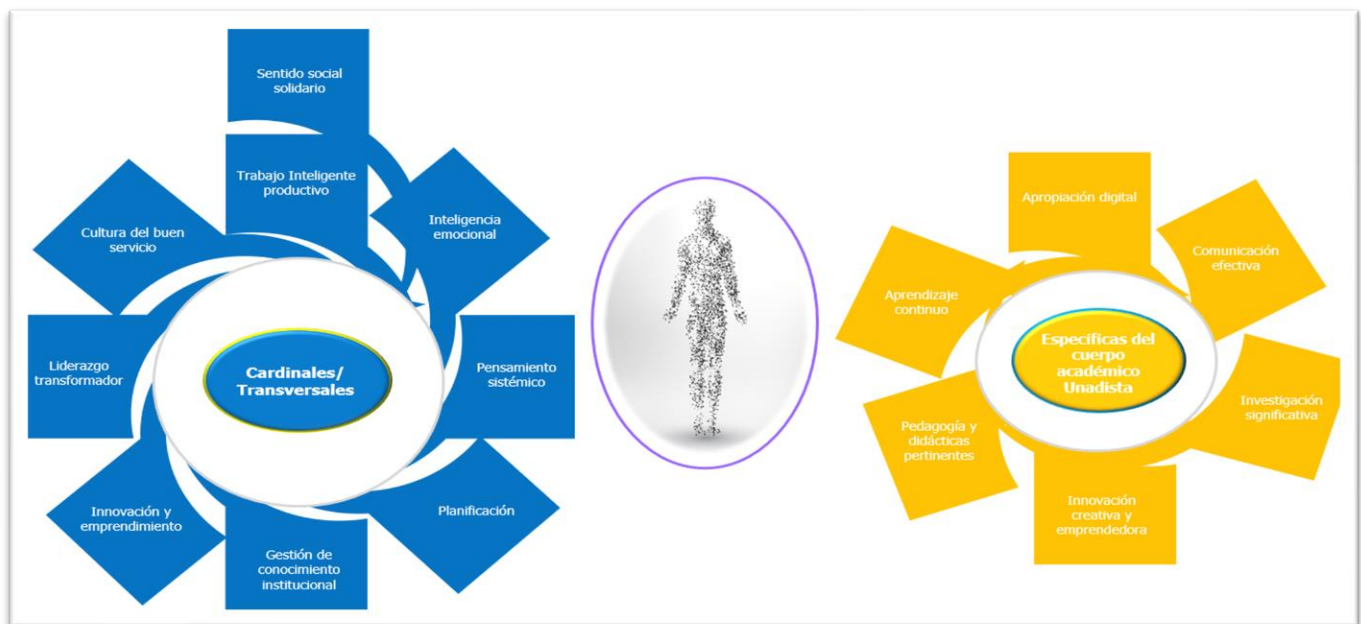 Sentido social
solidario
Trabajo Inteligente
productivo
Inteligencia
emocional
Cultura del buen
servicio
Liderazgo
transformador
Cardinales/
Transversales
Pensamiento
sistémico
Innovación y
emprendimiento
Planificación
Gestión de
conocimiento
institucional
Apropiación digital
Comunicación
efectiva
Aprendizaje
continuo
Específicas del
cuerpo
académico
Unadista
Investigación
significativa
Pedagogía y
didácticas
pertinentes
Innovación
creativa y
emprendedora